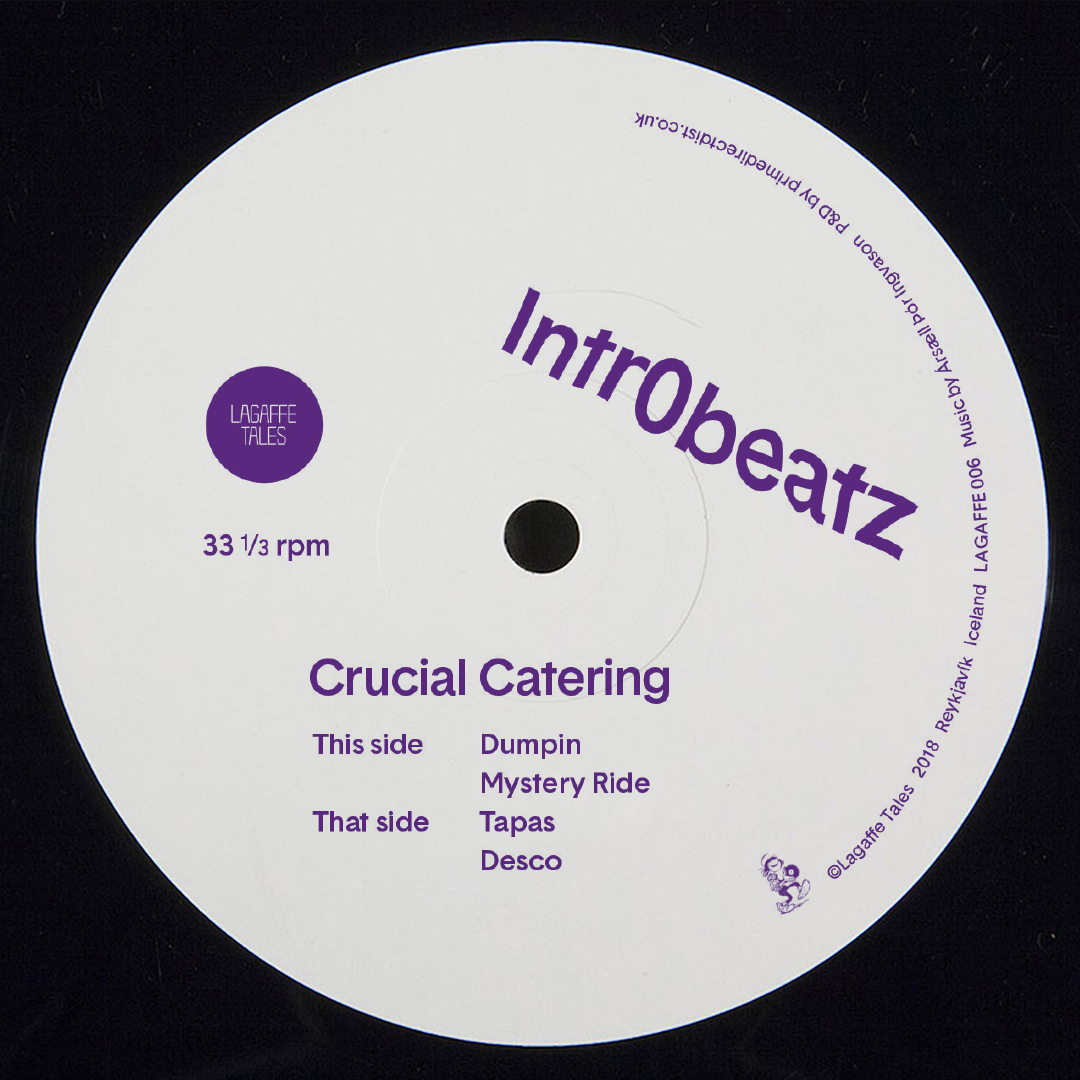 Intr0beatz
LAGAFFE
TALES
33 1/3 rpm
Crucial Catering
This side Dumpin
Mystery Ride
That side Tapas
Desco
©Lagaffe Tales 2018 Reykjavík Iceland LAGAFFE 006 Music by Ársæll Þór Ingvason P&D by primedirectdist.co.uk